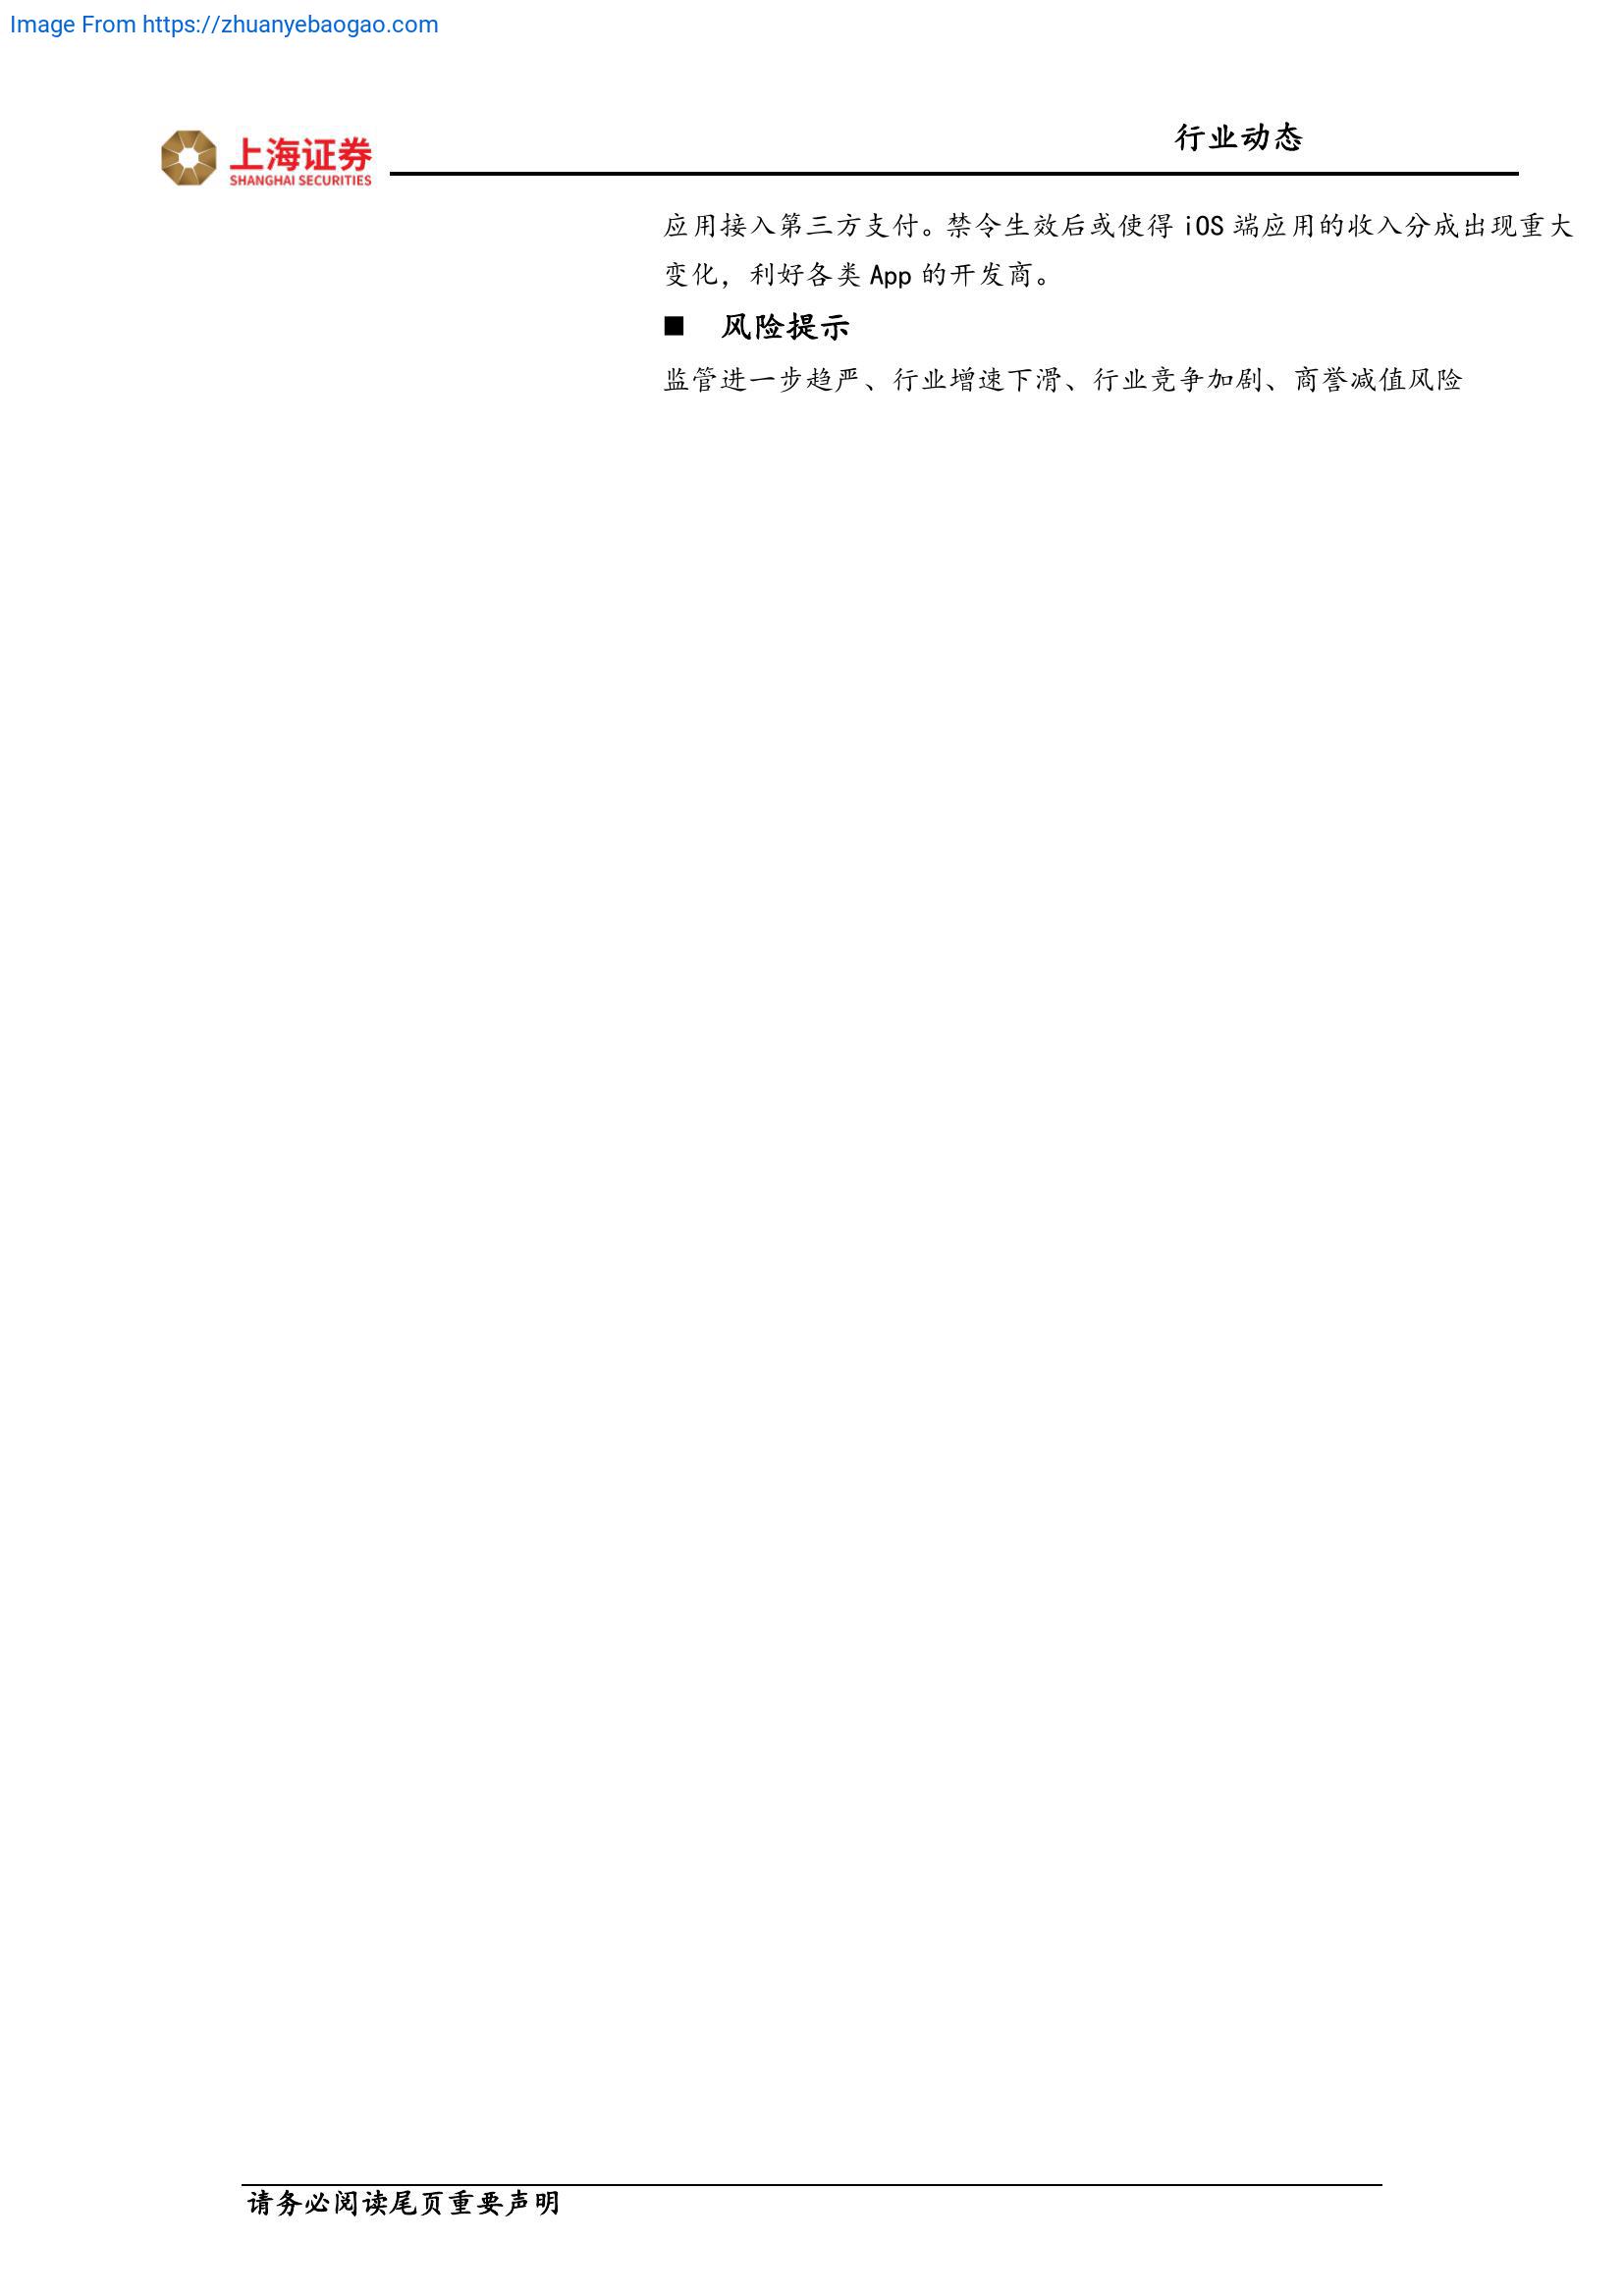 Image From https://zhuanyebaogao.com
行业动态
上海证券
SHANGHAI SECURITIES
应用接入第三方支付。禁令生效后或使得 iOS 端应用的收入分成出现重大
变化，利好各类 App 的开发商。
■ 风险提示
监管进一步趋严、行业增速下滑、行业竞争加剧、商誉减值风险
请务必阅读尾页重要声明